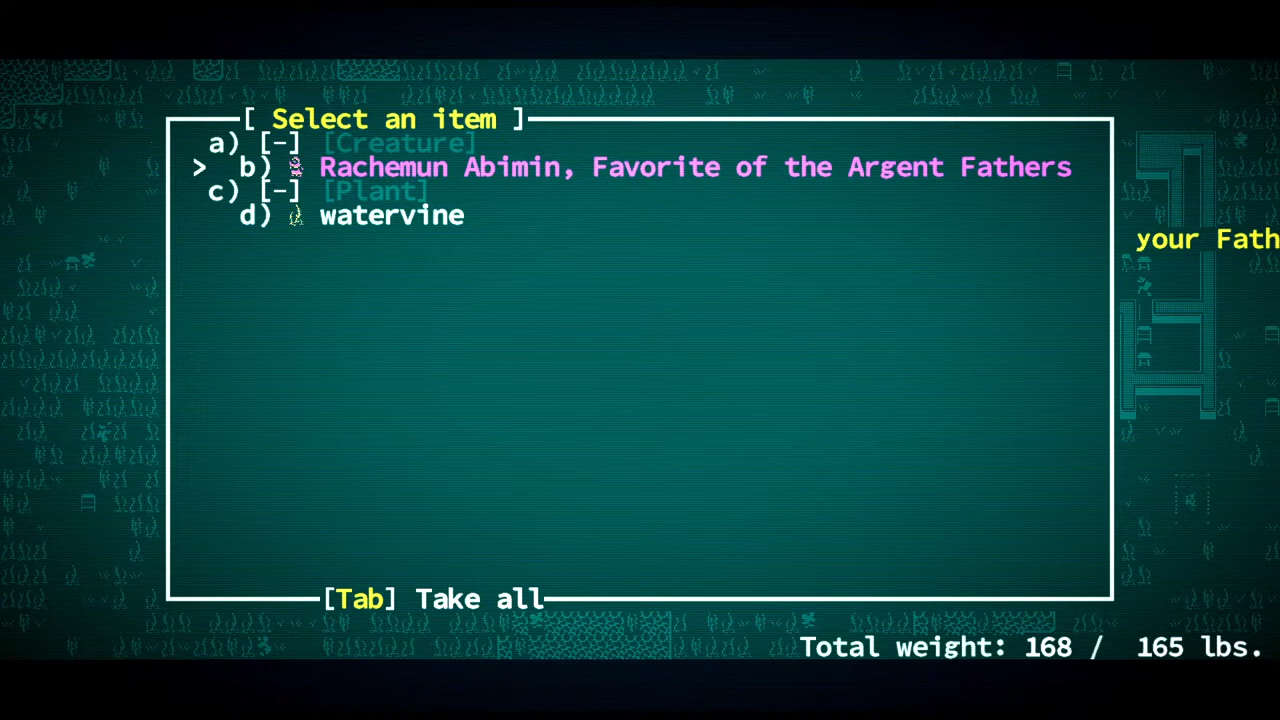 [ Select an item ]
a) [-] [Creature]
> b) Rachemun Abimin, Favorite of the Argent Fathers
c) [-] [Plant]
d) watervine
your Fath
[Tab] Take all
Total weight: 168 / 165 lbs.